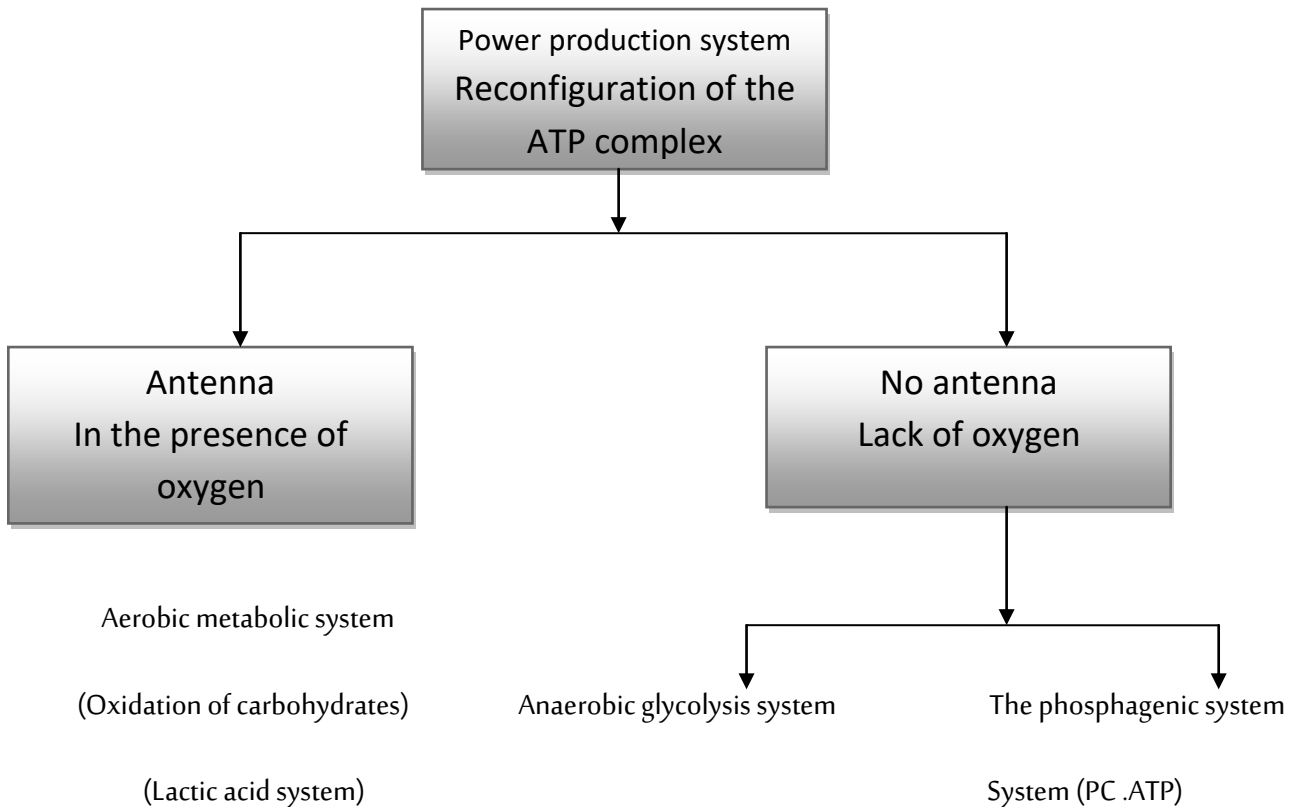 Power production system
Reconfiguration of the
ATP complex
Antenna
In the presence of
oxygen
No antenna
Lack of oxygen
Aerobic metabolic system
(Oxidation of carbohydrates)
(Lactic acid system)
Anaerobic glycolysis system
The phosphagenic system
System (PC .ATP)